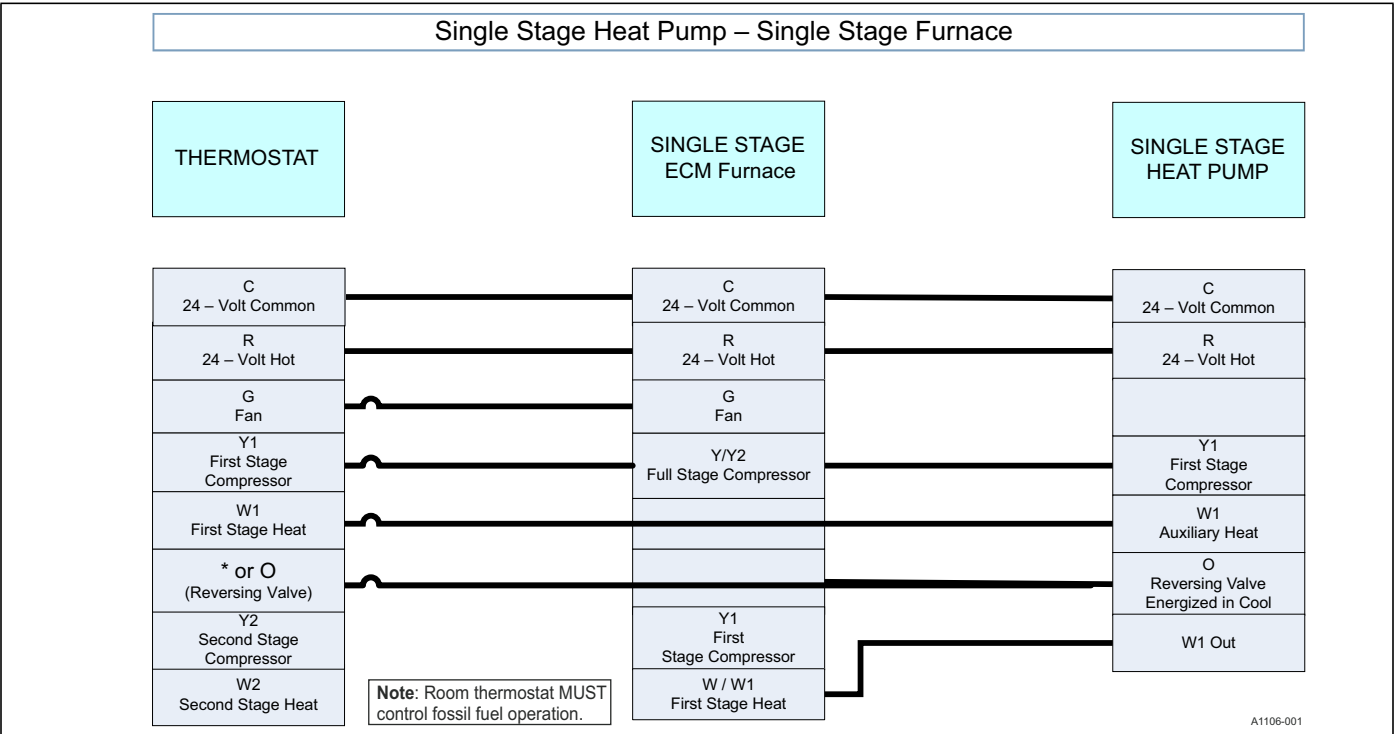 Single Stage Heat Pump – Single Stage Furnace
THERMOSTAT
SINGLE STAGE
ECM Furnace
SINGLE STAGE
HEAT PUMP
C
24 – Volt Common
R
24 – Volt Hot
G
Fan
Y1
First Stage
Compressor
W1
First Stage Heat
* or O
(Reversing Valve)
Y2
Second Stage
Compressor
W2
Second Stage Heat
C
24 – Volt Common
R
24 – Volt Hot
G
Fan
Y/Y2
Full Stage Compressor
Y1
First
Stage Compressor
W / W1
First Stage Heat
C
24 – Volt Common
R
24 – Volt Hot
Y1
First Stage
Compressor
W1
Auxiliary Heat
O
Reversing Valve
Energized in Cool
W1 Out
Note: Room thermostat MUST
control fossil fuel operation.
A1106-001